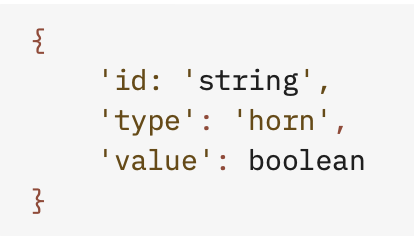 {
    'id: 'string',
    'type': 'horn',
    'value': boolean
}